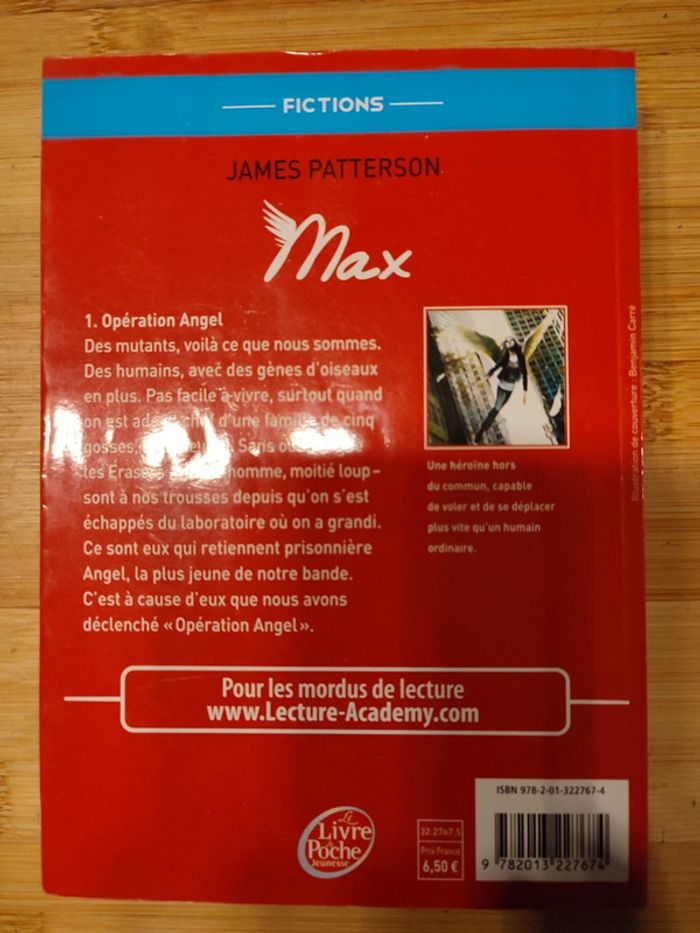 FICTIONS
JAMES PATTERSON
Max
1. Opération Angel
Des mutants, voilà ce que nous sommes.
Des humains, avec des gènes d'oiseaux
en plus. Pas facile à vivre, surtout quand
on est ado, chef d'une famille de cinq
gosses,
les Erasers homme, moitié loup–
sont à nos trousses depuis qu'on s'est
échappés du laboratoire où on a grandi.
Ce sont eux qui retiennent prisonnière
Angel, la plus jeune de notre bande.
C'est à cause d'eux que nous avons
déclenché «Opération Angel».
Une héroïne hors
du commun, capable
de voler et de se déplacer
plus vite qu'un humain
ordinaire.
Illustration de couverture : Benjamin Carré
Pour les mordus de lecture
www.Lecture-Academy.com
Le
Livre
de
Poche
Jeunesse
32.2767.5
Prix France
6,50 €
ISBN 978-2-01-322767-4
9 782013 227674